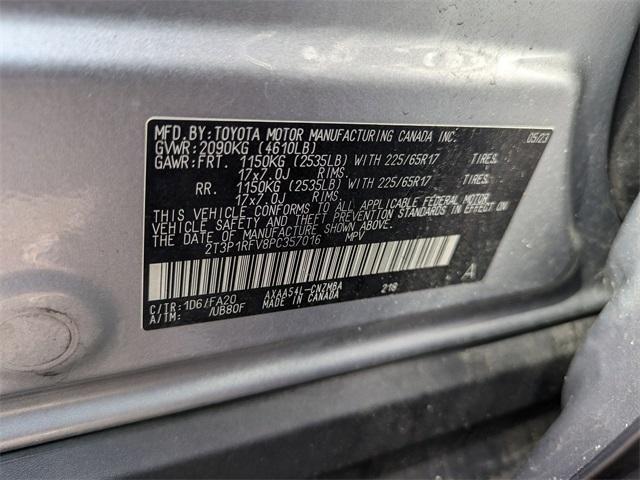 MFD.BY:TOYOTA MOTOR MANUFACTURING CANADA INC. 05/23
GVWR:2090KG (4610LB)
GAWR:FRT. 1150KG (2535LB) WITH 225/65R17 TIRES
17x7.0J RIMS.
RR. 1150KG (2535LB) WITH 225/65R17 TIRES
17x7.0J RIMS.
THIS VEHICLE CONFORMS TO ALL APPLICABLE FEDERAL MOTOR
VEHICLE SAFETY AND THEFT PREVENTION STANDARDS IN EFFECT ON
THE DATE OF MANUFACTURE SHOWN ABOVE.
2T3P1RFV8PC357016 MPV
C/TR:1D6/FA20 AXAA54L-CNZMBA 218 A
A/TM: /UB80F MADE IN CANADA